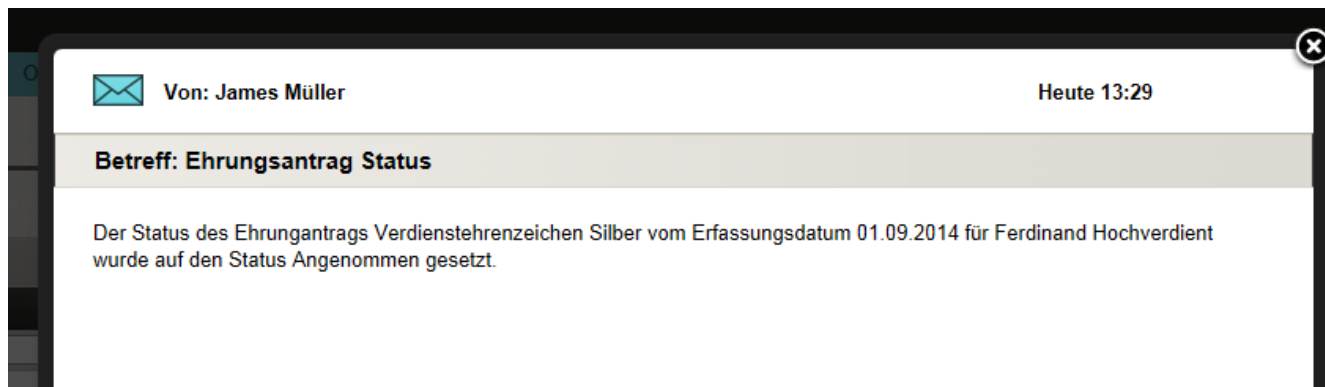 Von: James Müller Heute 13:29
Betreff: Ehrungsantrag Status
Der Status des Ehrungantrags Verdienstehrenzeichen Silber vom Erfassungsdatum 01.09.2014 für Ferdinand Hochverdient
wurde auf den Status Angenommen gesetzt.